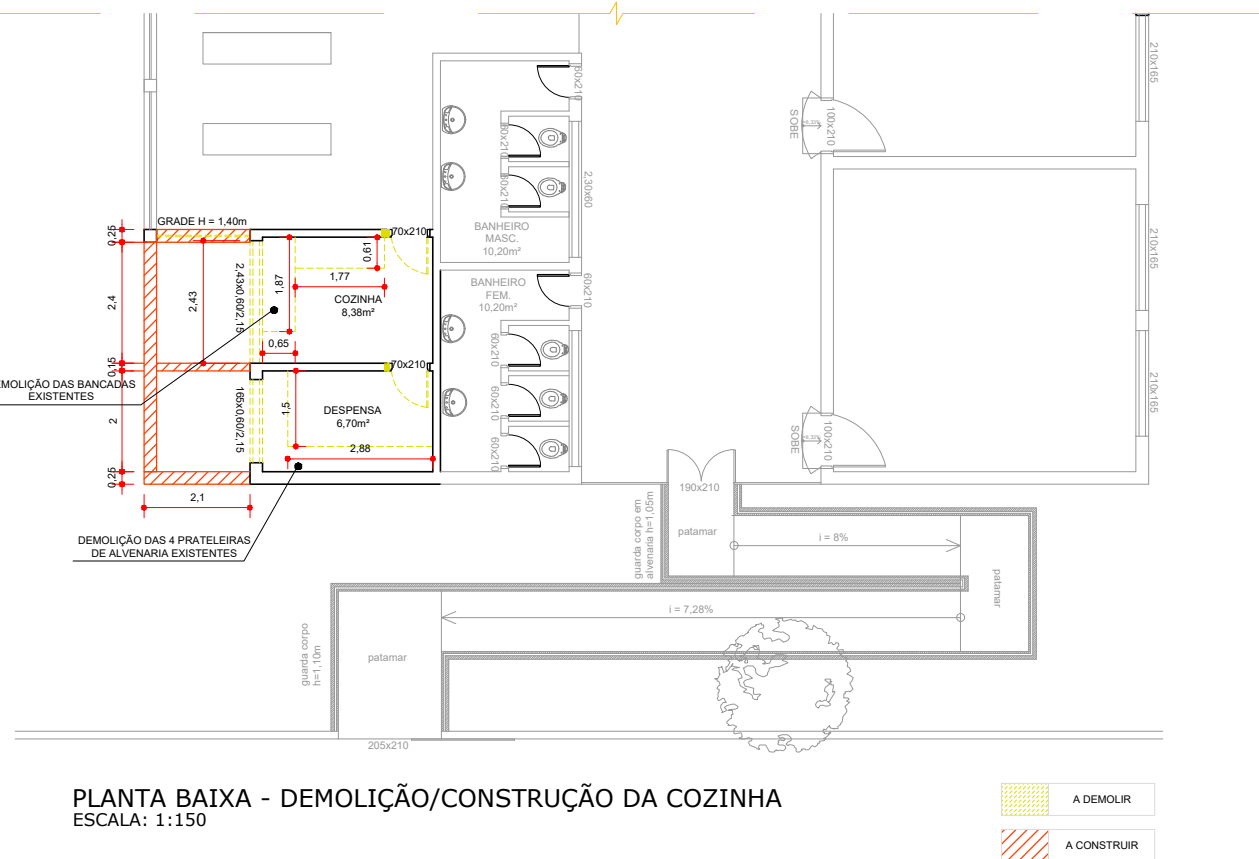 60x210
210x165
60x210
100x210
SOBE
60x210
2,30x60
GRADE H = 1,40m
BANHEIRO
MASC.
10,20m²
0,25
70x210
0,61
210x165
2,4
2,43
2,43x0,60/2,15
1,87
1,77
COZINHA
8,38m²
BANHEIRO
FEM.
10,20m²
60x210
0,65
60x210
0,15
70x210
DEMOLIÇÃO DAS BANCADAS
EXISTENTES
60x210
210x165
2
165x0,60/2,15
1,5
DESPENSA
6,70m²
100x210
SOBE
2,88
60x210
0,25
2,1
190x210
DEMOLIÇÃO DAS 4 PRATELEIRAS
DE ALVENARIA EXISTENTES
guarda corpo em
alvenaria h=1,05m
patamar
i = 8%
patamar
i = 7,28%
guarda corpo
h=1,10m
patamar
205x210
PLANTA BAIXA - DEMOLIÇÃO/CONSTRUÇÃO DA COZINHA
ESCALA: 1:150
A DEMOLIR
A CONSTRUIR